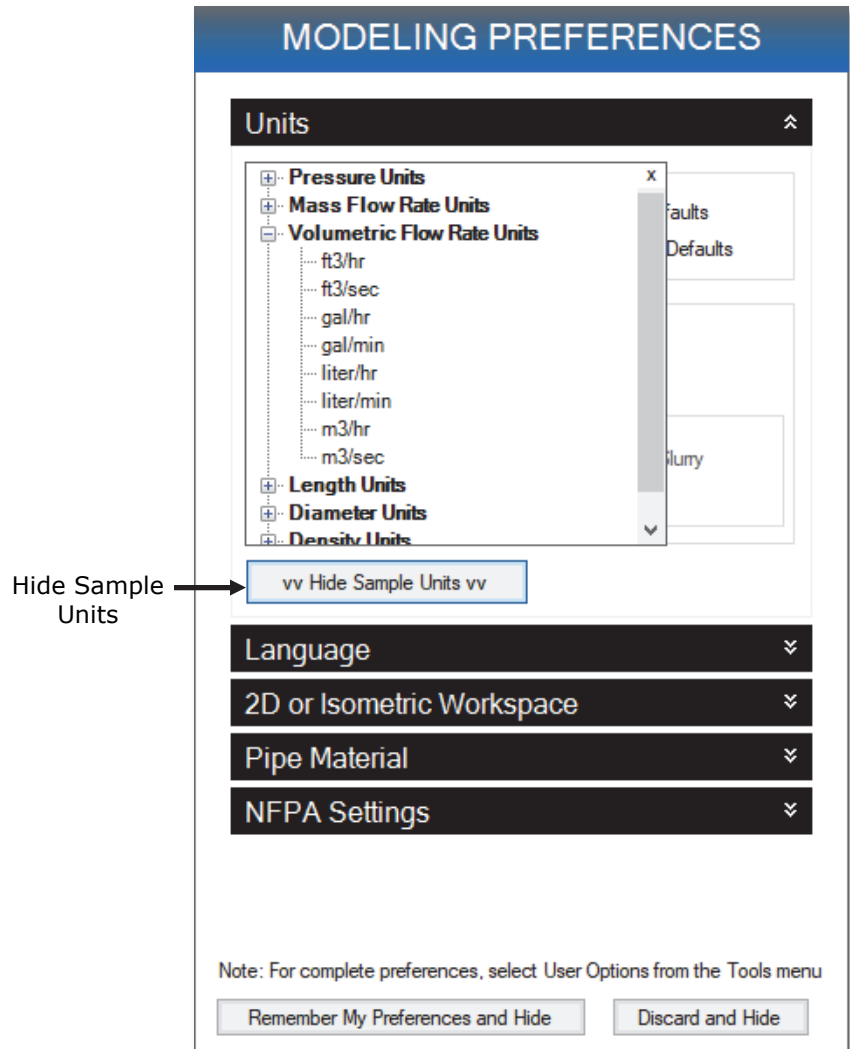 MODELING PREFERENCES
Units
Pressure Units
x
Mass Flow Rate Units
Volumetric Flow Rate Units
ft3/hr
ft3/sec
gal/hr
gal/min
liter/hr
liter/min
m3/hr
m3/sec
Length Units
Diameter Units
Density Units
faults
Defaults
Slurry
vv Hide Sample Units vv
Hide Sample
Units
Language
2D or Isometric Workspace
Pipe Material
NFPA Settings
Note: For complete preferences, select User Options from the Tools menu
Remember My Preferences and Hide
Discard and Hide